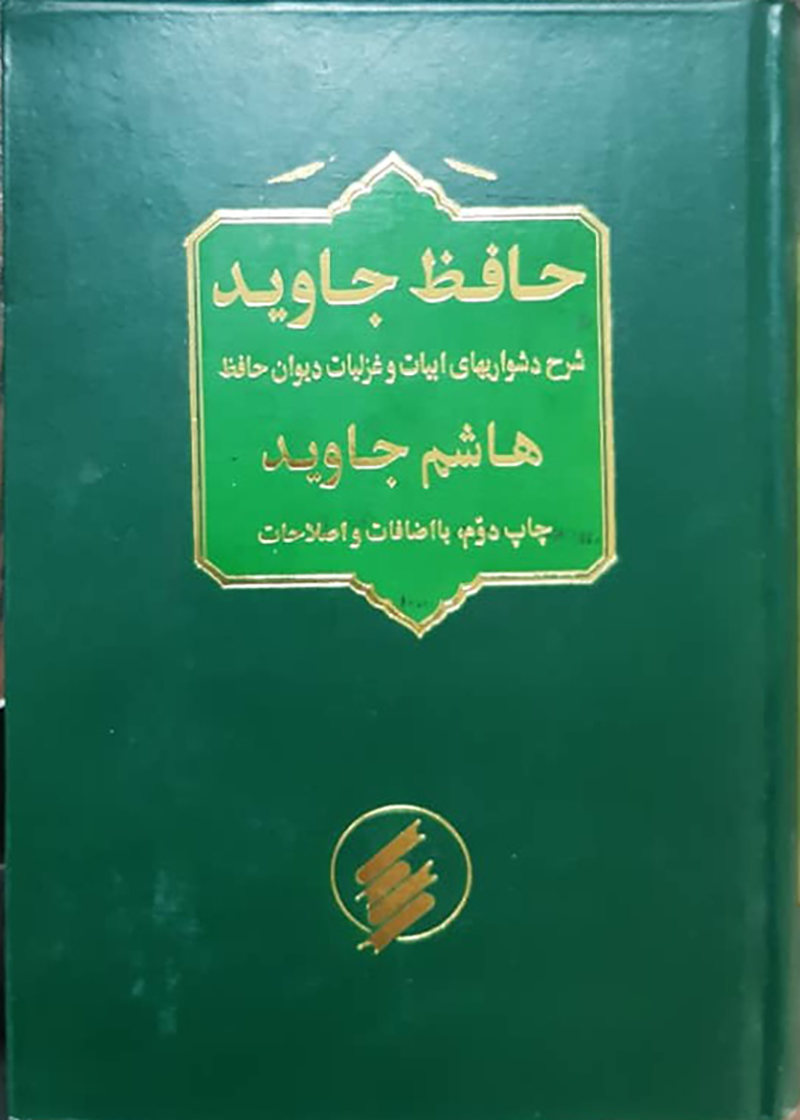 حافظ جاوید
شرح دشواریهای ابیات و غزلیات دیوان حافظ
هاشم جاوید
چاپ دوّم، با اضافات و اصلاحات